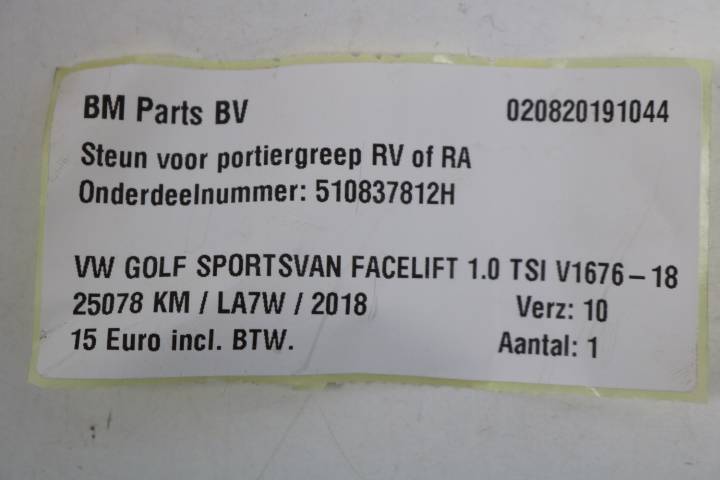 BM Parts BV 020820191044
Steun voor portiergreep RV of RA
Onderdeelnummer: 510837812H
VW GOLF SPORTSVAN FACELIFT 1.0 TSI V1676-18
25078 KM / LA7W / 2018 Verz: 10
15 Euro incl. BTW. Aantal: 1